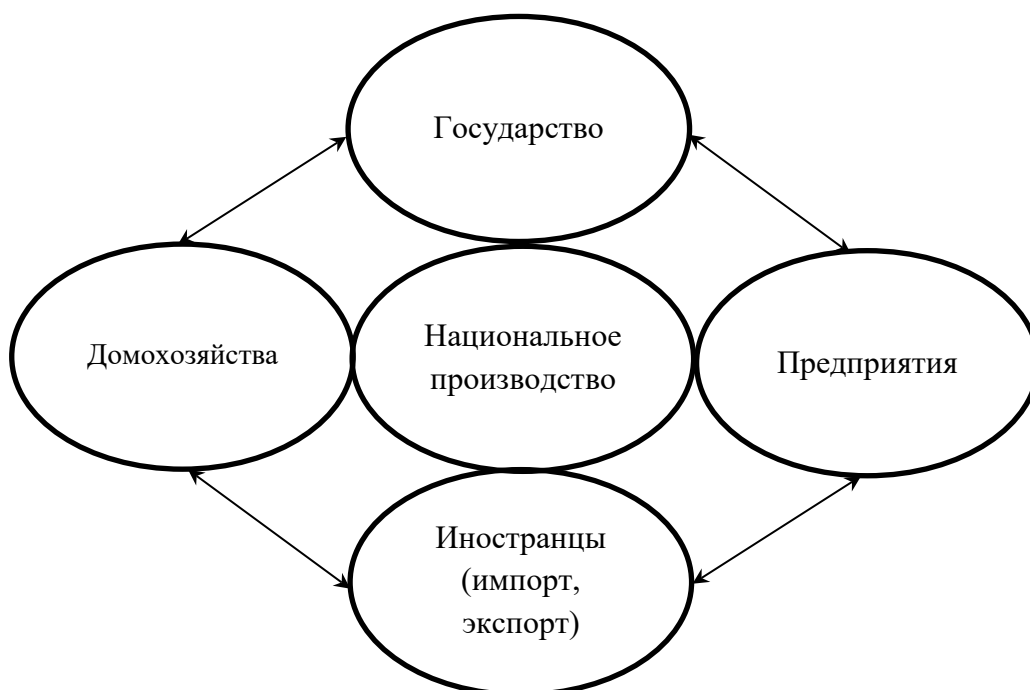 Государство
Домохозяйства
Национальное
производство
Предприятия
Иностранцы
(импорт,
экспорт)